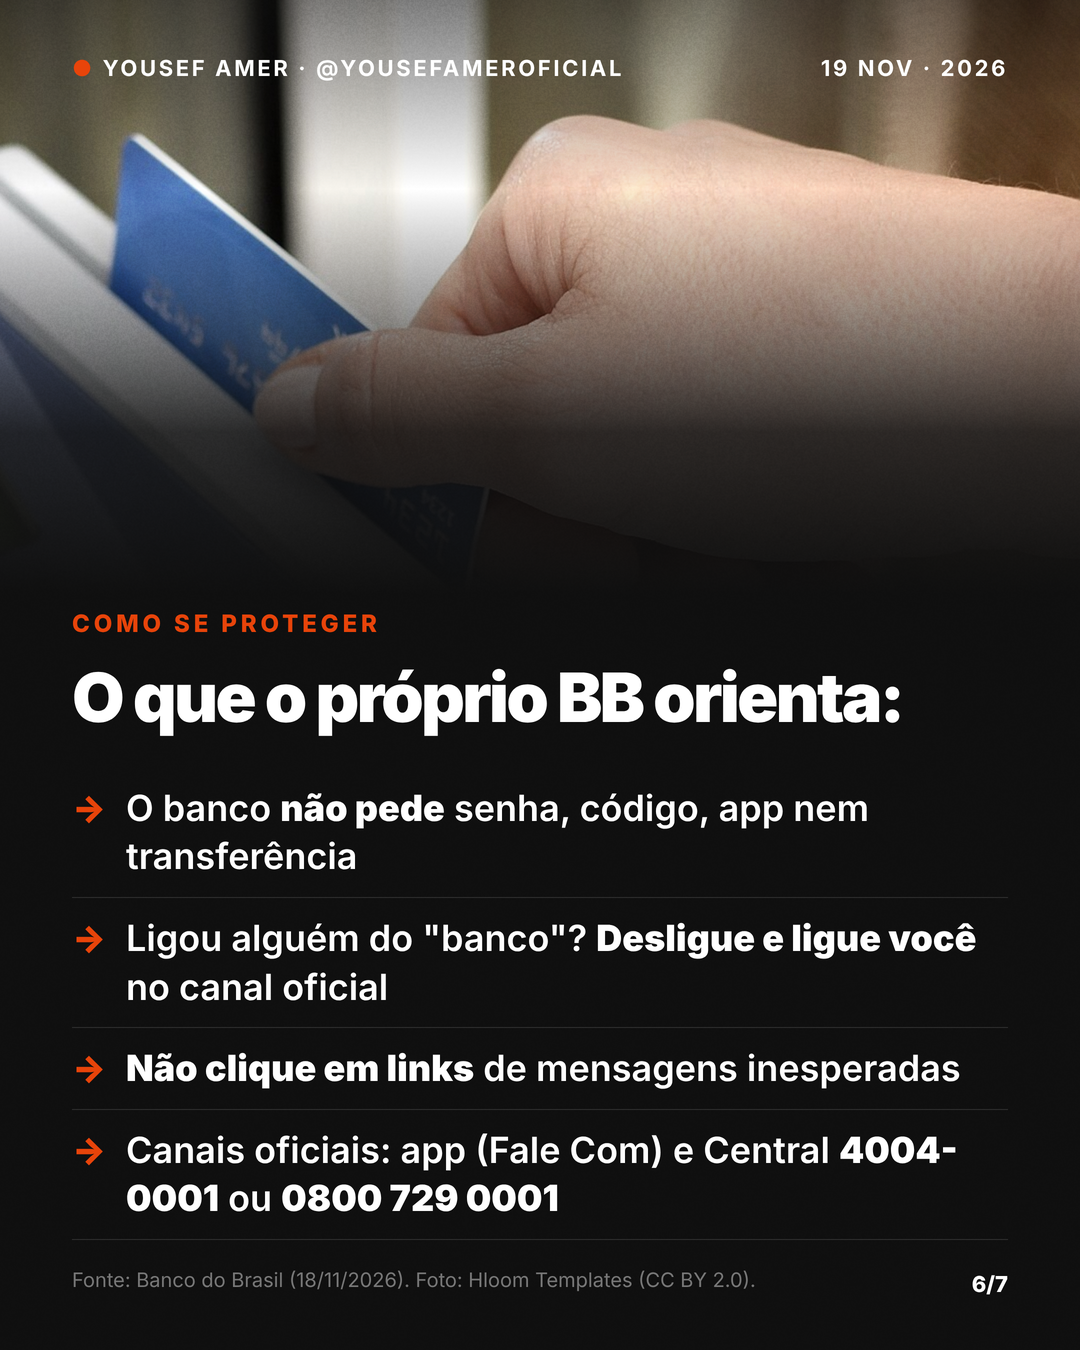 YOUSEF AMER · @YOUSEFAMEROFICIAL
19 NOV · 2026
COMO SE PROTEGER
O que o próprio BB orienta:
→ O banco não pede senha, código, app nem
transferência
→ Ligou alguém do "banco"? Desligue e ligue você
no canal oficial
→ Não clique em links de mensagens inesperadas
→ Canais oficiais: app (Fale Com) e Central 4004-
0001 ou 0800 729 0001
Fonte: Banco do Brasil (18/11/2026). Foto: Hloom Templates (CC BY 2.0).
6/7